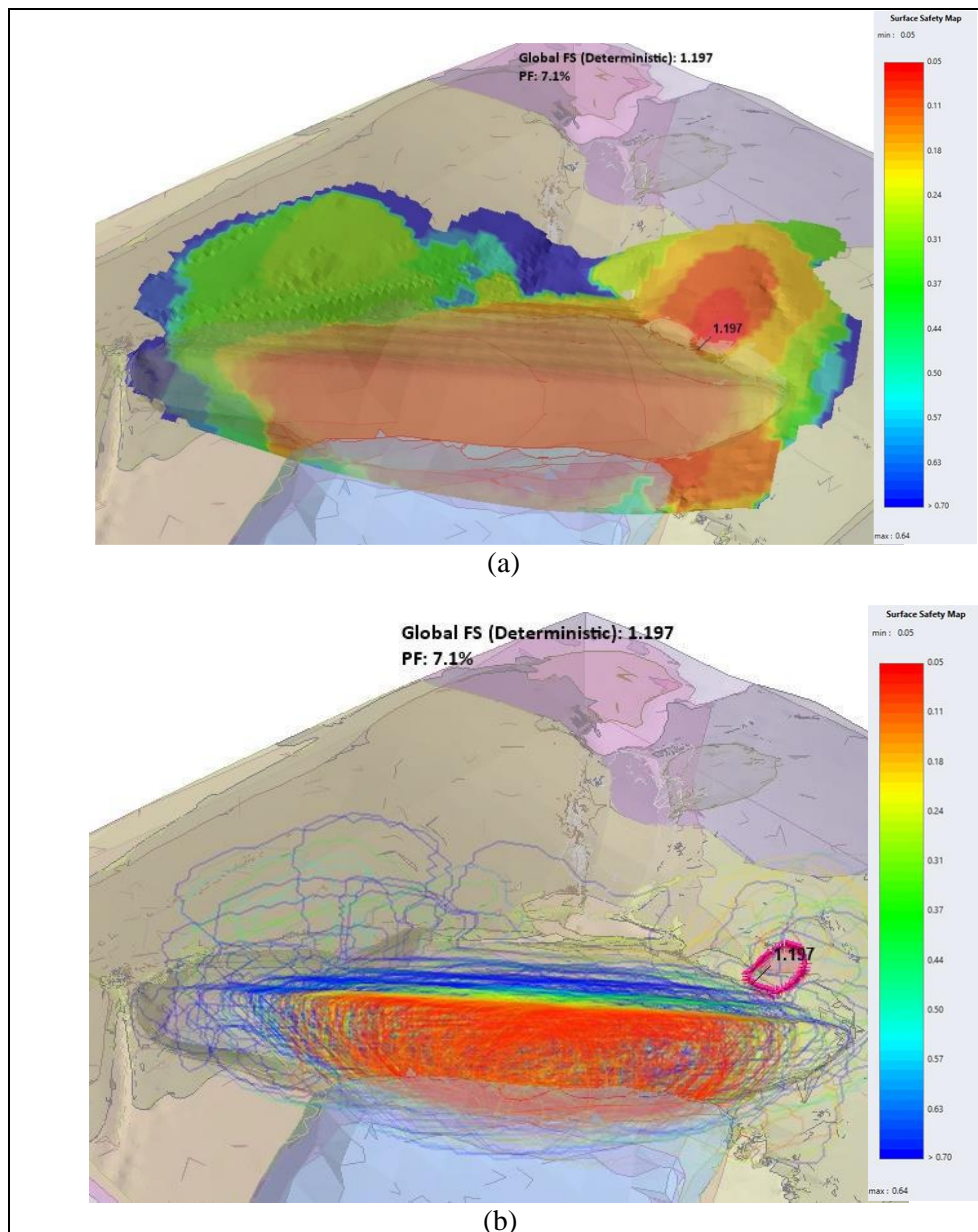 Surface Safety Map
min : 0.05
Global FS (Deterministic): 1.197
PF: 7.1%
0.05
0.11
0.18
0.24
0.31
0.37
0.44
0.50
0.57
0.63
> 0.70
max : 0.64
1.197
(a)
Surface Safety Map
min : 0.05
Global FS (Deterministic): 1.197
PF: 7.1%
0.05
0.11
0.18
0.24
0.31
0.37
0.44
0.50
0.57
0.63
> 0.70
max : 0.64
1.197
(b)